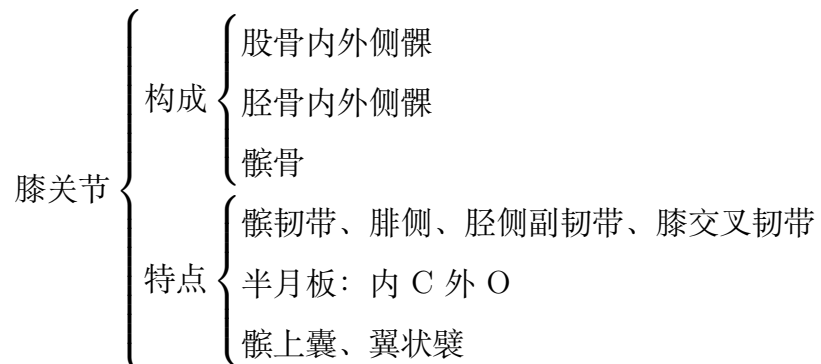 股骨内外侧髁
构成
胫骨内外侧髁
髌骨
膝关节
髌韧带、腓侧、胫侧副韧带、膝交叉韧带
特点
半月板：内 C 外 O
髌上囊、翼状襞